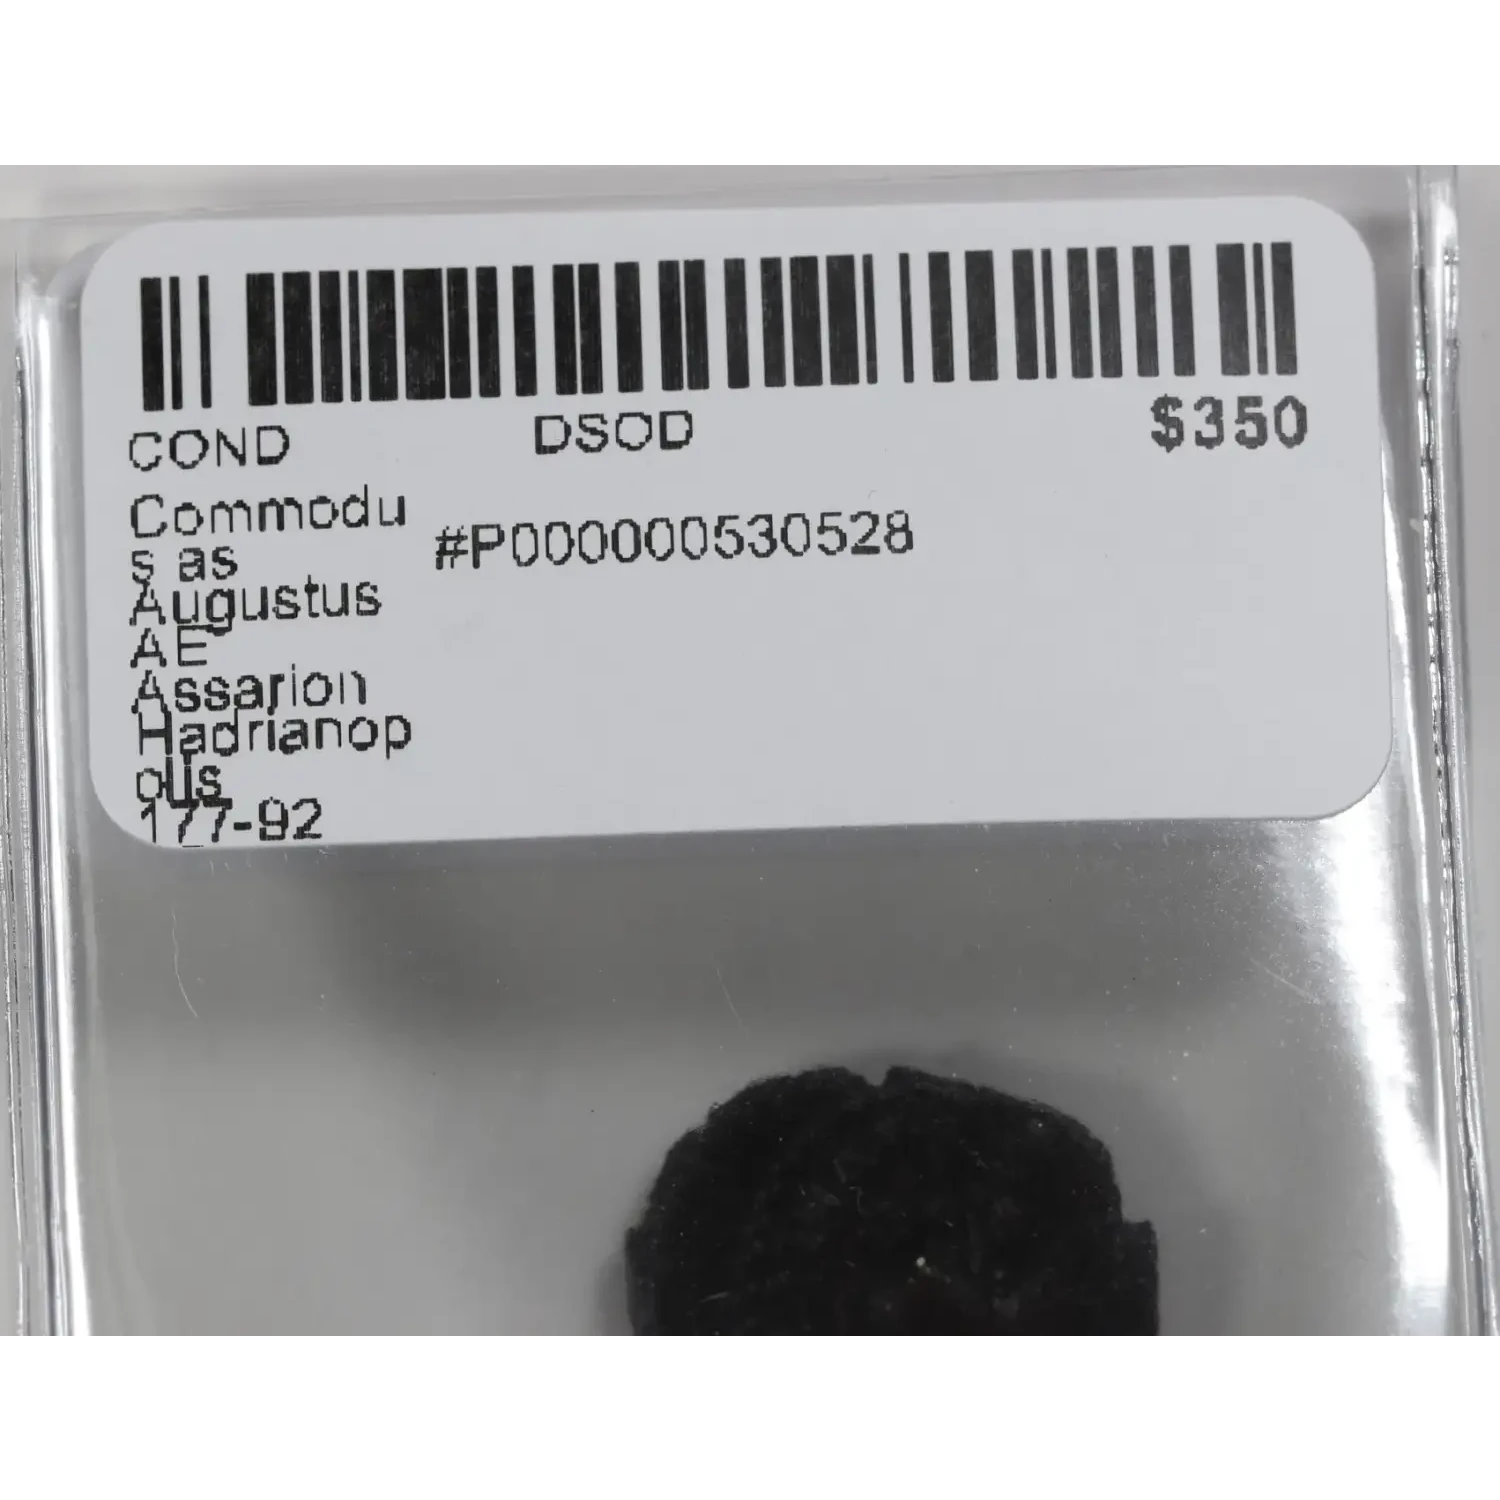 COND DSOD $350
Commodu
s as
Augustus
AE
Assarion
Hadrianop
olis
177-92
#P000000530528